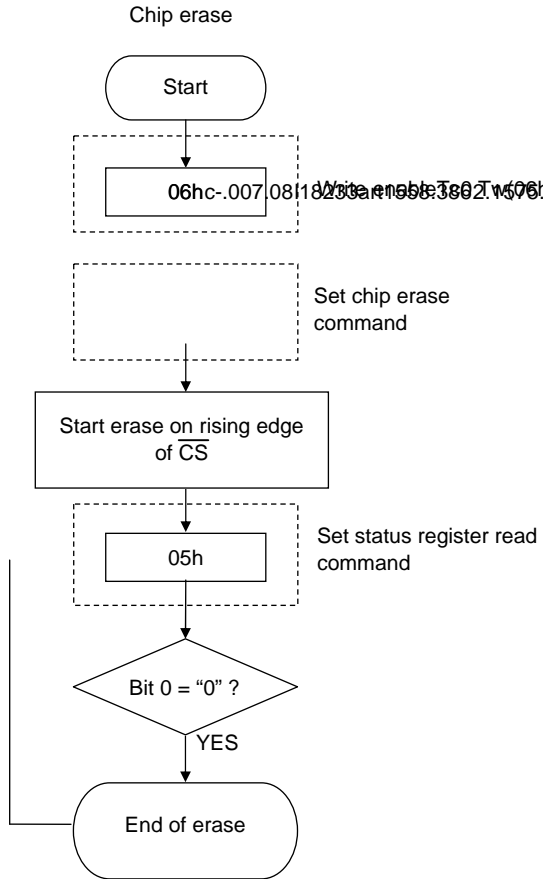 Chip erase
Start
06h
Set chip erase
command
Start erase on rising edge
of CS
Set status register read
command
05h
Bit 0 = “0” ?
YES
End of erase